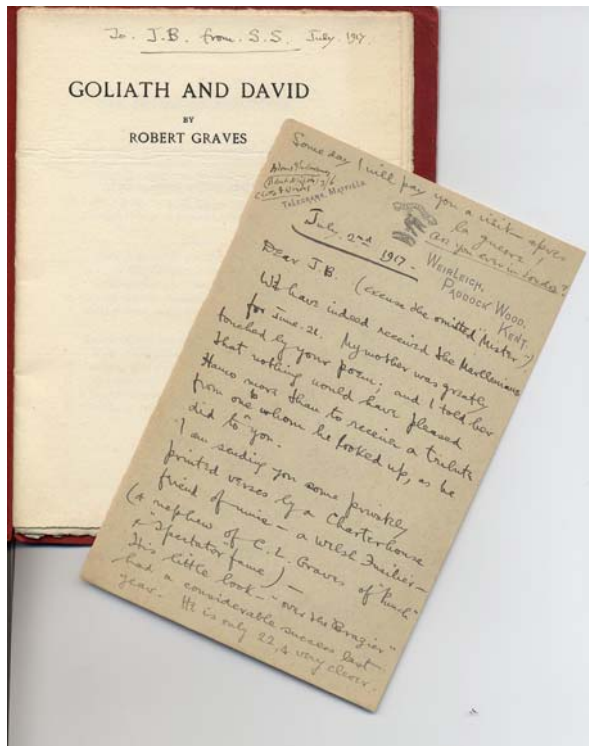 To. J.B. from. S.S. July. 1917.
GOLIATH AND DAVID
BY
ROBERT GRAVES
Some day I will pay you a visit après
la guerre,
are you ever in London?
TELEGRAMS, MATFIELD
WEIRLEIGH,
PADDOCK WOOD,
KENT.
July. 2nd 1917.
Dear J.B. (excuse the omitted Mister.-)
We have indeed received the Marlburians
for June. 21. My mother was greatly
touched by your poem; and I told her
that nothing would have pleased
Hamo more than to receive a tribute
from one to whom he looked up, as he
did to you.
I am sending you some privately
printed verses by a Charterhouse
friend of mine – a Welsh Fusilier –
(A nephew of C. L. Graves of "Punch"
& "Spectator" fame) –
His little book – "over the Brazier"
had a considerable success last
year. He is only 22, & very clever.